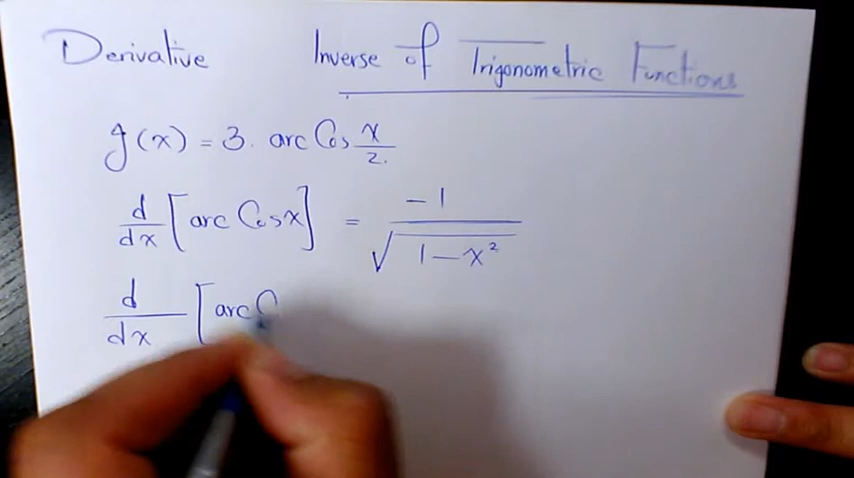 Derivative Inverse of Trigonometric Functions
g(x) = 3. arc Cos x/2.
d/dx [arc Cos x] = -1/√(1-x²)
d/dx [arc C